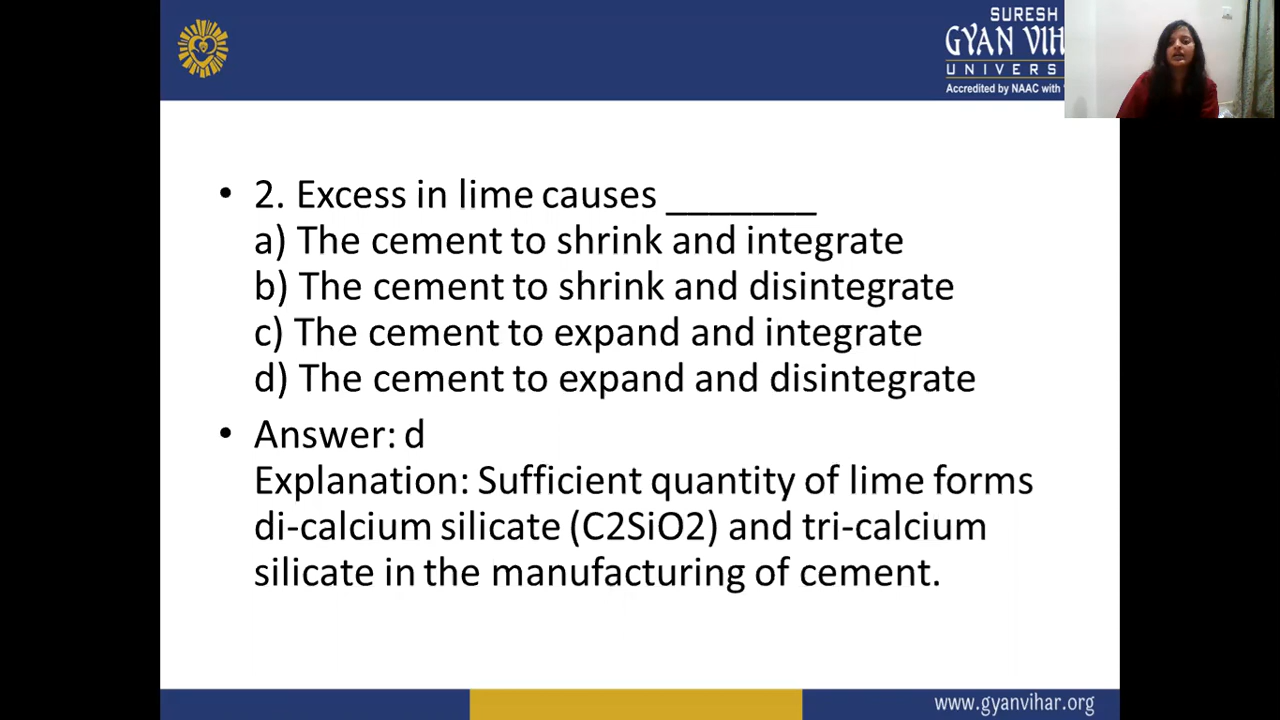 SURESH
GYAN VIH
UNIVERS
Accredited by NAAC with
• 2. Excess in lime causes _______
a) The cement to shrink and integrate
b) The cement to shrink and disintegrate
c) The cement to expand and integrate
d) The cement to expand and disintegrate
• Answer: d
Explanation: Sufficient quantity of lime forms
di-calcium silicate (C2SiO2) and tri-calcium
silicate in the manufacturing of cement.
www.gyanvihar.org